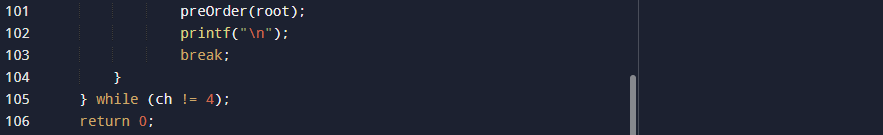 101 preOrder(root);
102 printf("\n");
103 break;
104 }
105 } while (ch != 4);
106 return 0;